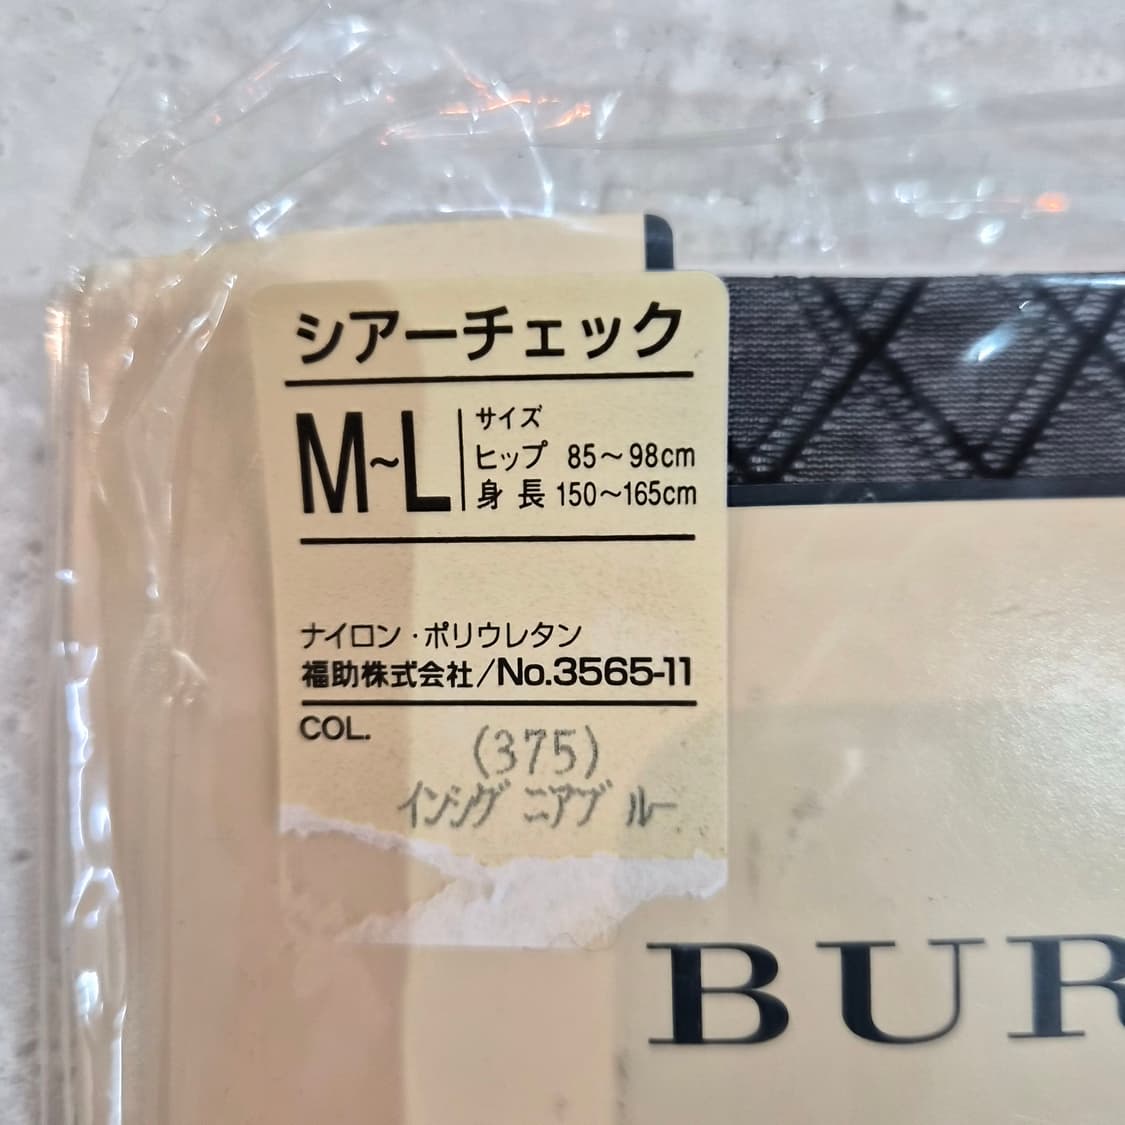 シアーチェック
M~L
サイズ
ヒップ 85～98cm
身長 150～165cm
ナイロン・ポリウレタン
福助株式会社/No.3565-11
COL.
(375)
インシグニアブルー
BUR